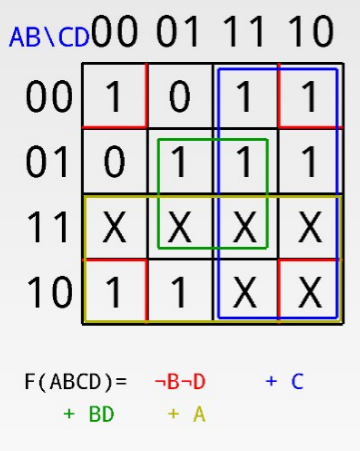 AB\CD 00 01 11 10
00 1 0 1 1
01 0 1 1 1
11 X X X X
10 1 1 X X
F(ABCD)= ¬B¬D + C
+ BD + A